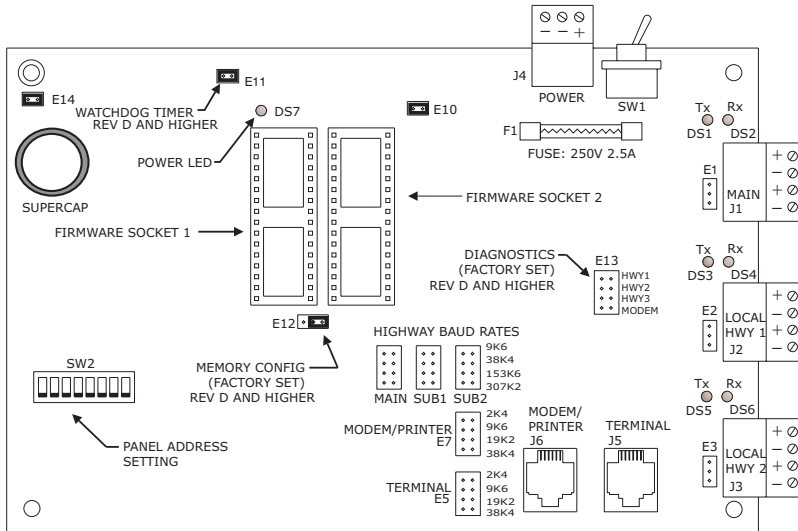 E14
E11
WATCHDOG TIMER
REV D AND HIGHER
DS7
E10
POWER LED
SUPERCAP
FIRMWARE SOCKET 1
FIRMWARE SOCKET 2
J4
− − +
POWER
SW1
F1
FUSE: 250V 2.5A
Tx Rx
DS1 DS2
E1
MAIN
J1
+
−
+
−
DIAGNOSTICS
(FACTORY SET)
REV D AND HIGHER
E13
HWY1
HWY2
HWY3
MODEM
Tx Rx
DS3 DS4
E2
LOCAL
HWY 1
J2
+
−
+
−
E12
MEMORY CONFIG
(FACTORY SET)
REV D AND HIGHER
HIGHWAY BAUD RATES
9K6
38K4
153K6
307K2
MAIN SUB1 SUB2
SW2
PANEL ADDRESS
SETTING
MODEM/PRINTER
E7
2K4
9K6
19K2
38K4
TERMINAL
E5
2K4
9K6
19K2
38K4
MODEM/
PRINTER
J6
TERMINAL
J5
Tx Rx
DS5 DS6
E3
LOCAL
HWY 2
J3
+
−
+
−